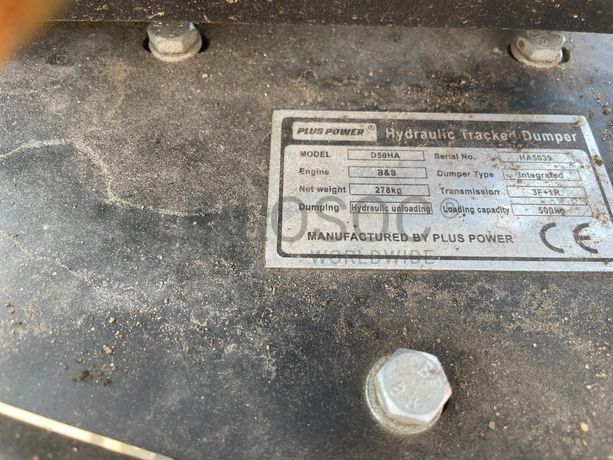 PLUS POWER® Hydraulic Tracked Dumper
MODEL D50HA Serial No. HA5039
Engine B&S Dumper Type Integrated
Net weight 278kg Transmission 3F+1R
Dumping Hydraulic unloading Loading capacity 500KG
MANUFACTURED BY PLUS POWER CE
WORLDWIDE